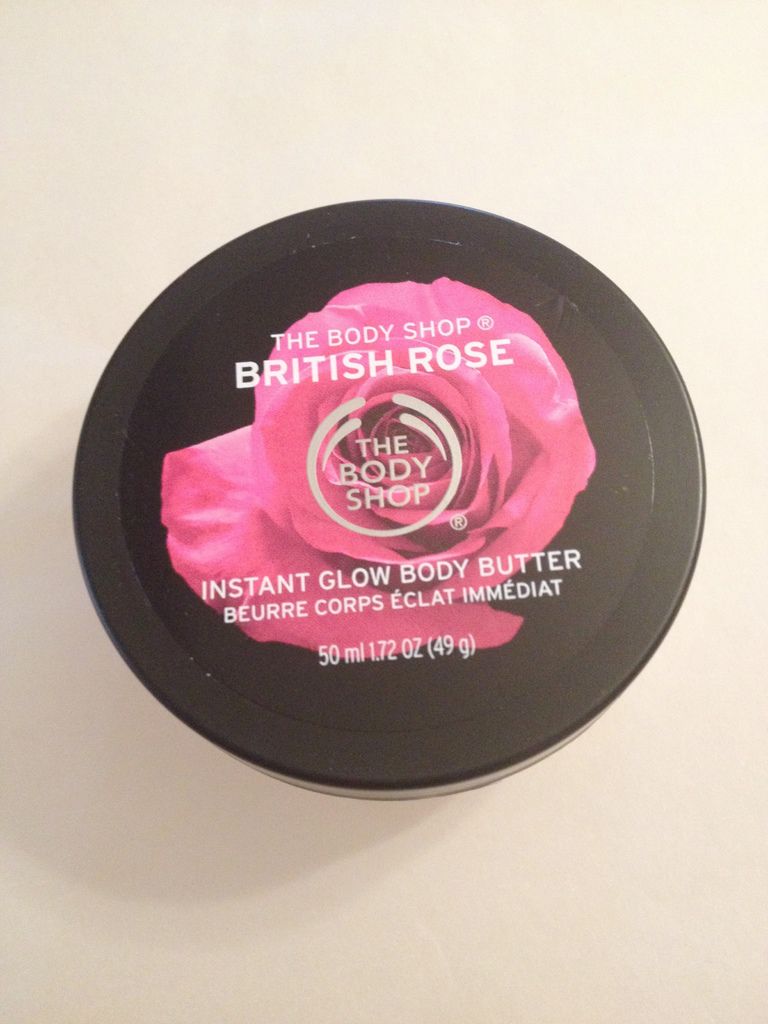 THE BODY SHOP ®
BRITISH ROSE
THE
BODY
SHOP
®
INSTANT GLOW BODY BUTTER
BEURRE CORPS ÉCLAT IMMÉDIAT
50 ml 1.72 OZ (49 g)